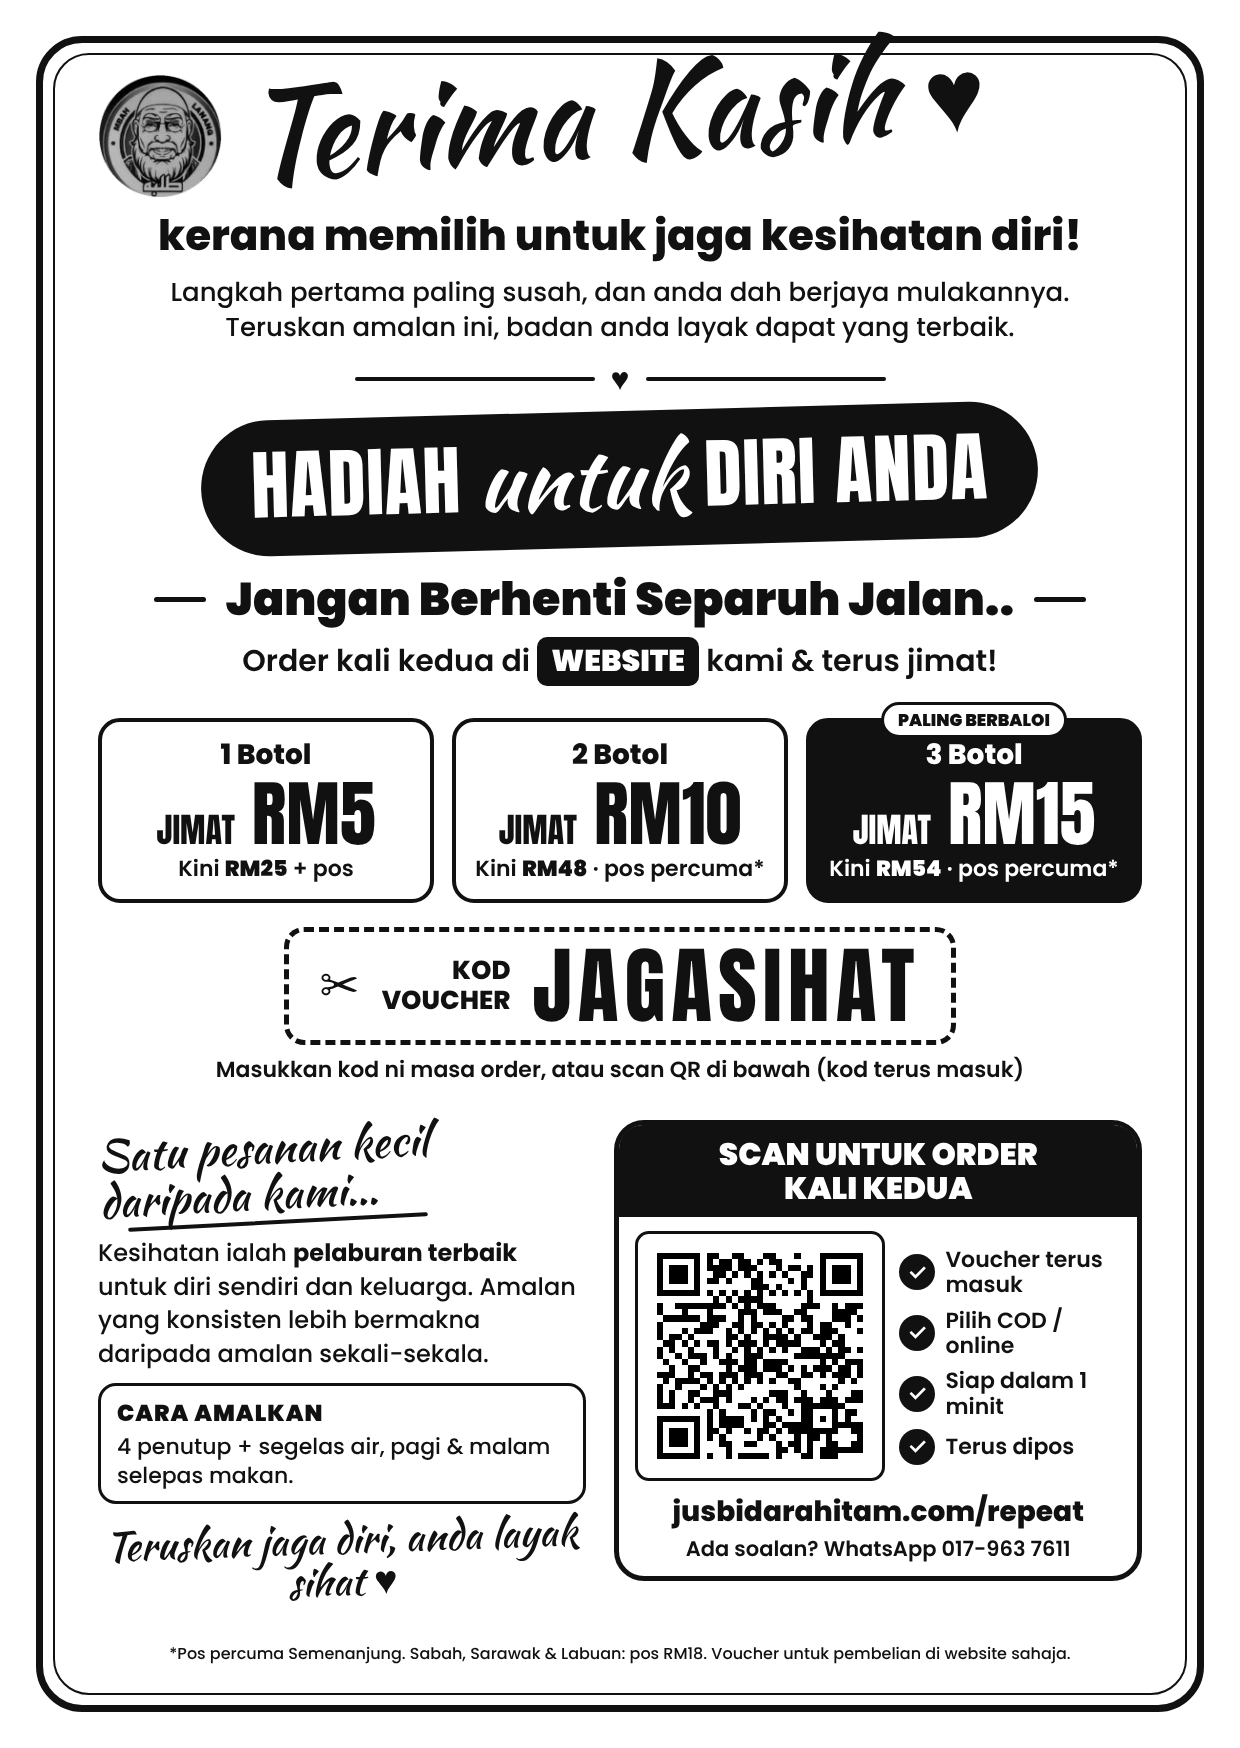 MBAH LANANG
Terima Kasih ♥
kerana memilih untuk jaga kesihatan diri!
Langkah pertama paling susah, dan anda dah berjaya mulakannya.
Teruskan amalan ini, badan anda layak dapat yang terbaik.
♥
HADIAH untuk DIRI ANDA
Jangan Berhenti Separuh Jalan..
Order kali kedua di WEBSITE kami & terus jimat!
1 Botol
JIMAT RM5
Kini RM25 + pos
2 Botol
JIMAT RM10
Kini RM48 · pos percuma*
PALING BERBALOI
3 Botol
JIMAT RM15
Kini RM54 · pos percuma*
✂ KOD
VOUCHER
JAGASIHAT
Masukkan kod ni masa order, atau scan QR di bawah (kod terus masuk)
Satu pesanan kecil
daripada kami...
Kesihatan ialah pelaburan terbaik
untuk diri sendiri dan keluarga. Amalan
yang konsisten lebih bermakna
daripada amalan sekali-sekala.
CARA AMALKAN
4 penutup + segelas air, pagi & malam
selepas makan.
Teruskan jaga diri, anda layak
sihat ♥
SCAN UNTUK ORDER
KALI KEDUA
Voucher terus
masuk
Pilih COD /
online
Siap dalam 1
minit
Terus dipos
jusbidarahitam.com/repeat
Ada soalan? WhatsApp 017-963 7611
*Pos percuma Semenanjung. Sabah, Sarawak & Labuan: pos RM18. Voucher untuk pembelian di website sahaja.